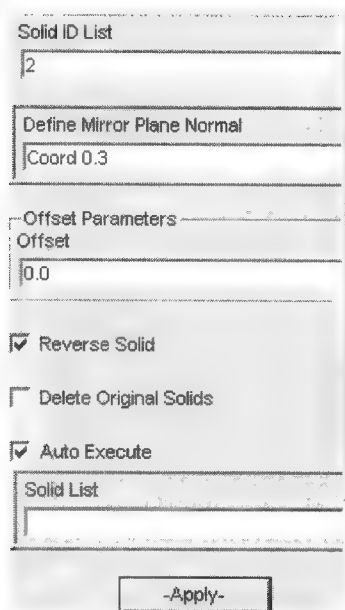 Solid ID List
2
Define Mirror Plane Normal
Coord 0.3
Offset Parameters
Offset
0.0
Reverse Solid
Delete Original Solids
Auto Execute
Solid List
-Apply-